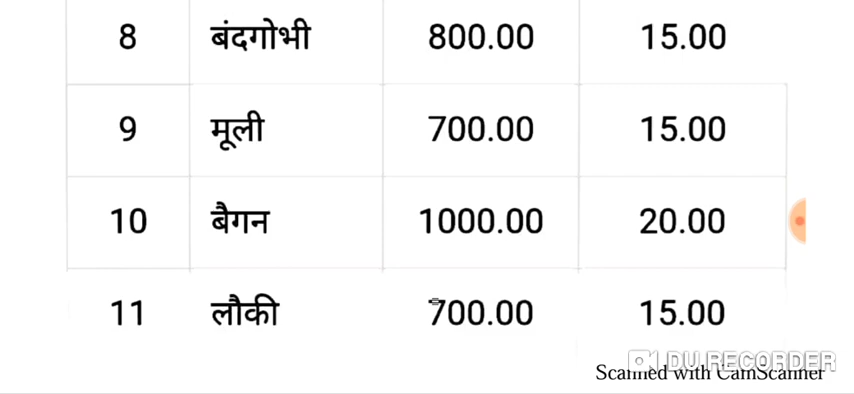 8 बंदगोभी 800.00 15.00
9 मूली 700.00 15.00
10 बैगन 1000.00 20.00
11 लौकी 700.00 15.00
DU RECORDER
Scanned with CamScanner